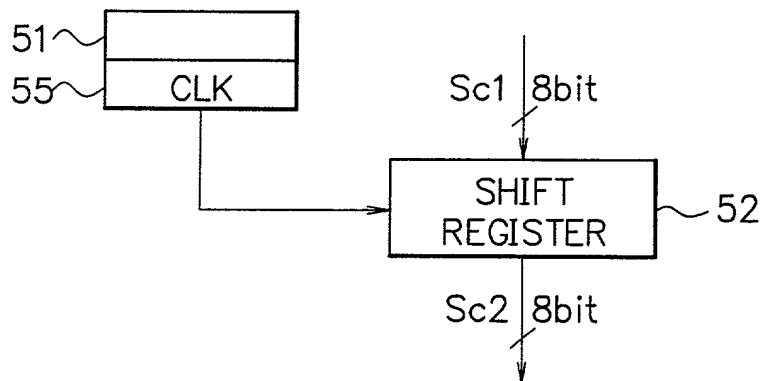 51
55 CLK
Sc1 8bit
SHIFT
REGISTER
52
Sc2 8bit